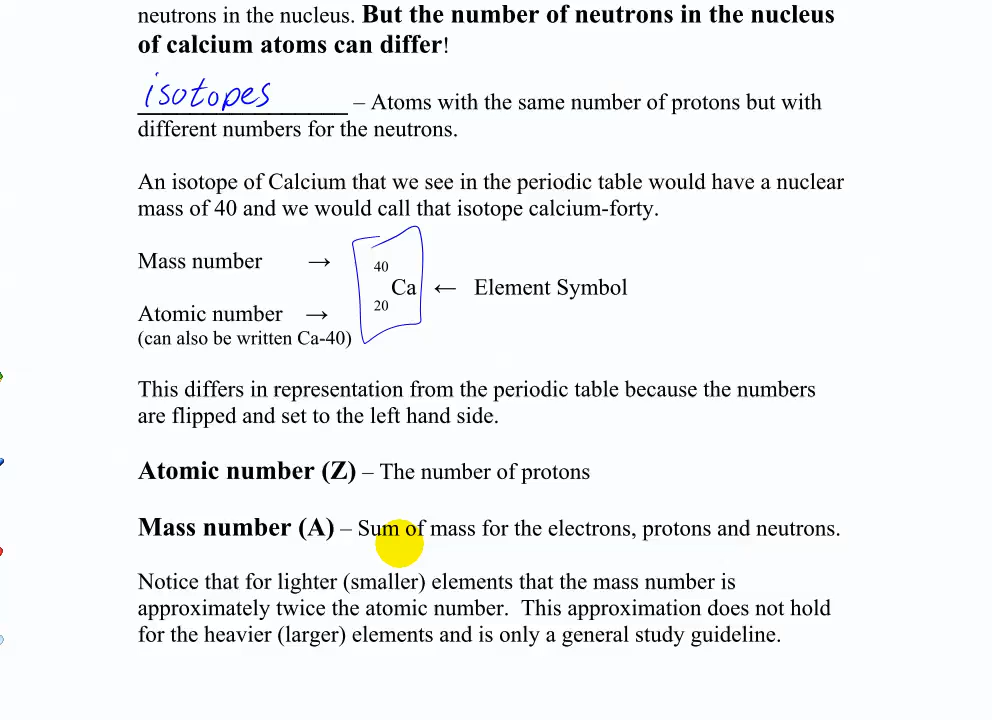 neutrons in the nucleus. But the number of neutrons in the nucleus
of calcium atoms can differ!
isotopes – Atoms with the same number of protons but with
different numbers for the neutrons.
An isotope of Calcium that we see in the periodic table would have a nuclear
mass of 40 and we would call that isotope calcium-forty.
Mass number → 40
Ca ← Element Symbol
Atomic number → 20
(can also be written Ca-40)
This differs in representation from the periodic table because the numbers
are flipped and set to the left hand side.
Atomic number (Z) – The number of protons
Mass number (A) – Sum of mass for the electrons, protons and neutrons.
Notice that for lighter (smaller) elements that the mass number is
approximately twice the atomic number. This approximation does not hold
for the heavier (larger) elements and is only a general study guideline.